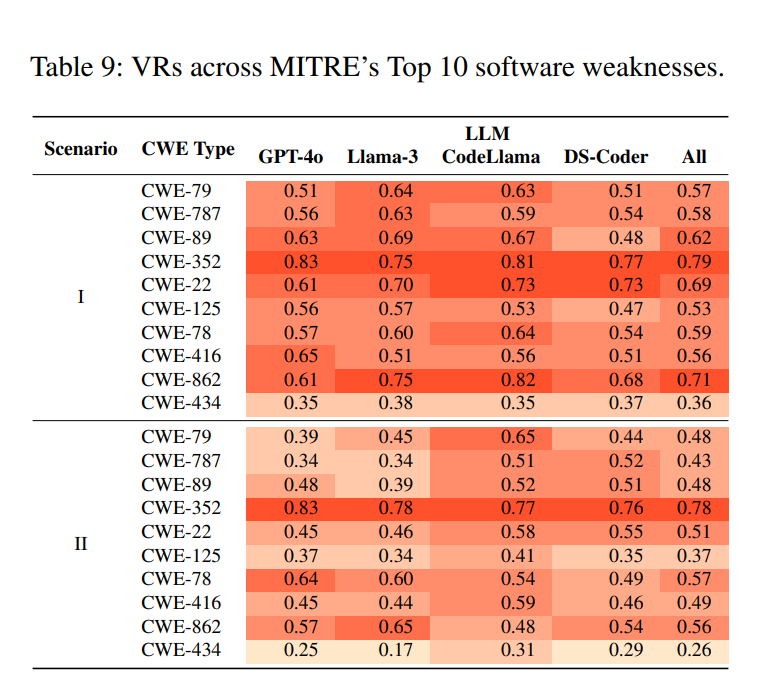 Table 9: VRs across MITRE's Top 10 software weaknesses.
LLM
Scenario CWE Type GPT-4o Llama-3 CodeLlama DS-Coder All
CWE-79 0.51 0.64 0.63 0.51 0.57
CWE-787 0.56 0.63 0.59 0.54 0.58
CWE-89 0.63 0.69 0.67 0.48 0.62
CWE-352 0.83 0.75 0.81 0.77 0.79
CWE-22 0.61 0.70 0.73 0.73 0.69
I
CWE-125 0.56 0.57 0.53 0.47 0.53
CWE-78 0.57 0.60 0.64 0.54 0.59
CWE-416 0.65 0.51 0.56 0.51 0.56
CWE-862 0.61 0.75 0.82 0.68 0.71
CWE-434 0.35 0.38 0.35 0.37 0.36
CWE-79 0.39 0.45 0.65 0.44 0.48
CWE-787 0.34 0.34 0.51 0.52 0.43
CWE-89 0.48 0.39 0.52 0.51 0.48
CWE-352 0.83 0.78 0.77 0.76 0.78
CWE-22 0.45 0.46 0.58 0.55 0.51
II
CWE-125 0.37 0.34 0.41 0.35 0.37
CWE-78 0.64 0.60 0.54 0.49 0.57
CWE-416 0.45 0.44 0.59 0.46 0.49
CWE-862 0.57 0.65 0.48 0.54 0.56
CWE-434 0.25 0.17 0.31 0.29 0.26